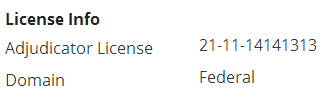 License Info
Adjudicator License 21-11-14141313
Domain Federal